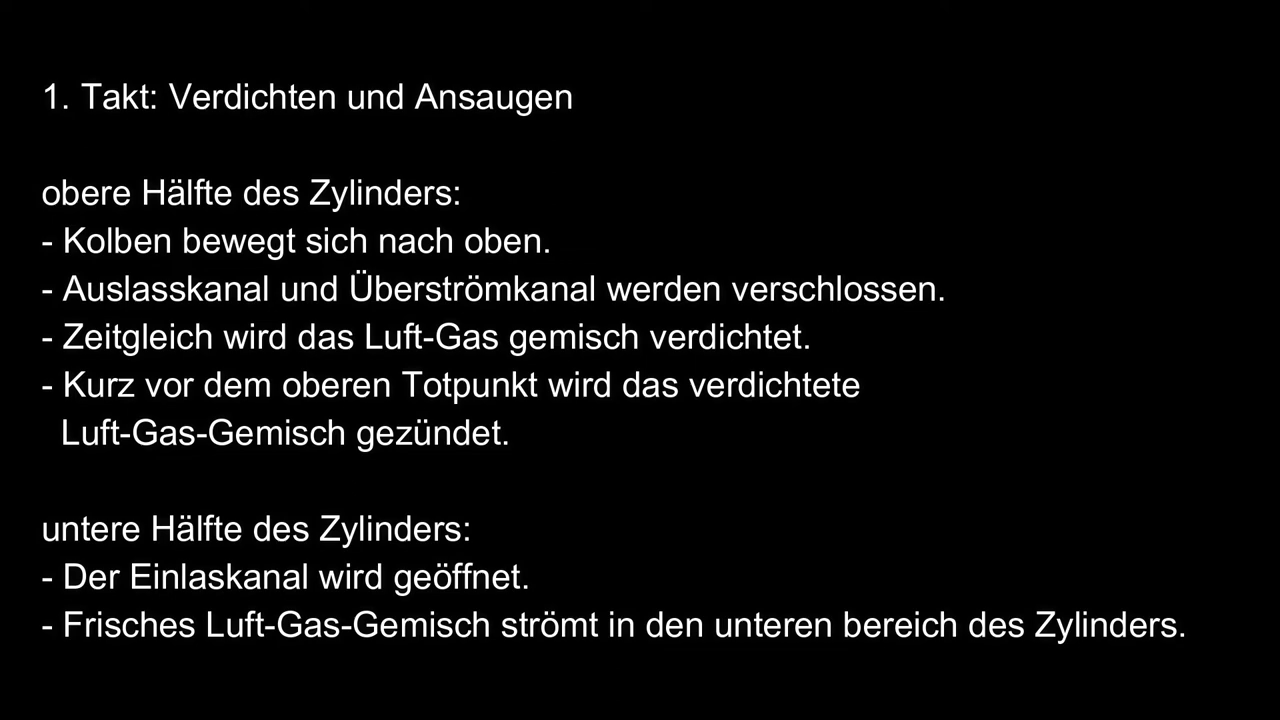 1. Takt: Verdichten und Ansaugen
obere Hälfte des Zylinders:
- Kolben bewegt sich nach oben.
- Auslasskanal und Überströmkanal werden verschlossen.
- Zeitgleich wird das Luft-Gas gemisch verdichtet.
- Kurz vor dem oberen Totpunkt wird das verdichtete
Luft-Gas-Gemisch gezündet.
untere Hälfte des Zylinders:
- Der Einlaskanal wird geöffnet.
- Frisches Luft-Gas-Gemisch strömt in den unteren bereich des Zylinders.